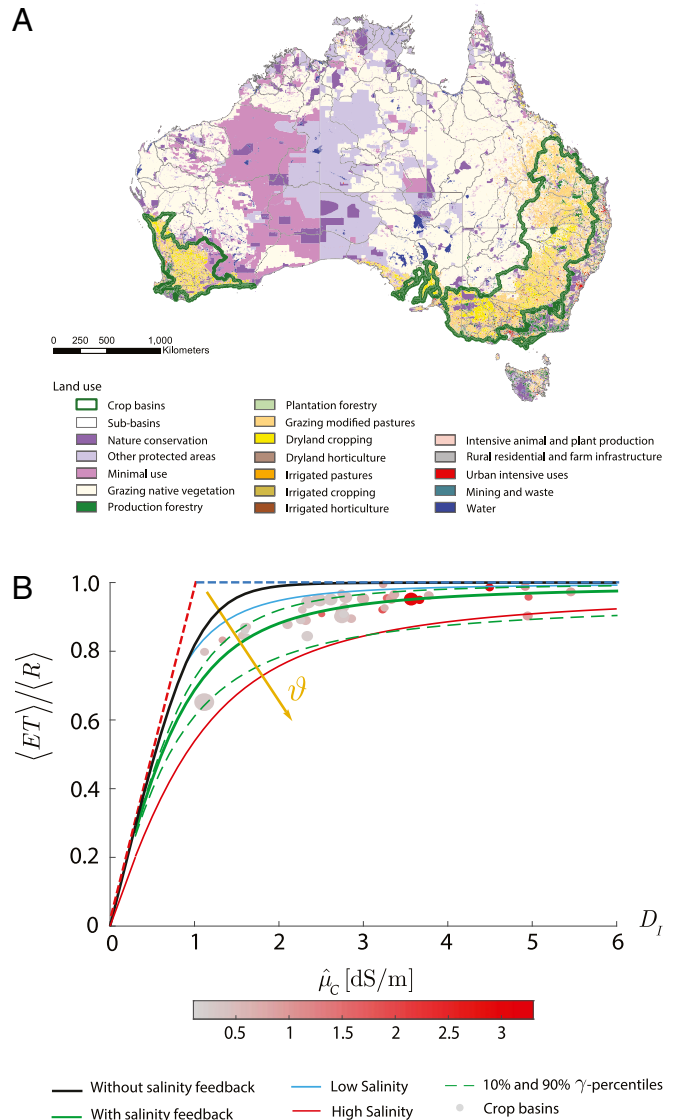 A
0 250 500 1,000
Kilometers
Land use
Crop basins
Sub-basins
Nature conservation
Other protected areas
Minimal use
Grazing native vegetation
Production forestry
Plantation forestry
Grazing modified pastures
Dryland cropping
Dryland horticulture
Irrigated pastures
Irrigated cropping
Irrigated horticulture
Intensive animal and plant production
Rural residential and farm infrastructure
Urban intensive uses
Mining and waste
Water
B
⟨ET⟩/⟨R⟩
1.0
0.8
0.6
0.4
0.2
0
ϑ
0 1 2 3 4 5 6
D_I
μ̂_C [dS/m]
0.5 1 1.5 2 2.5 3
Without salinity feedback
With salinity feedback
Low Salinity
High Salinity
10% and 90% γ-percentiles
Crop basins